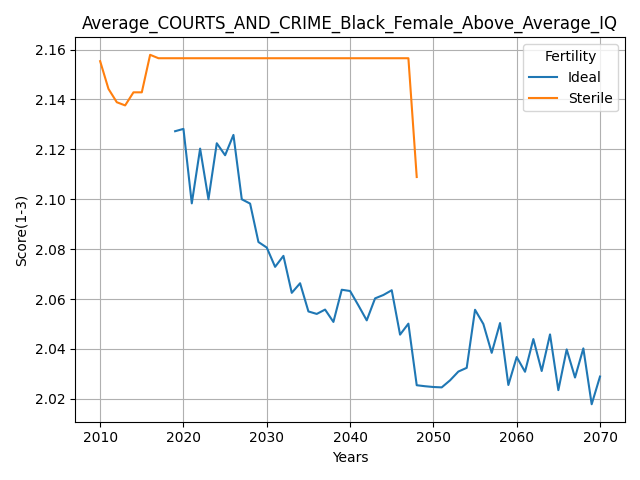 Average_COURTS_AND_CRIME_Black_Female_Above_Average_IQ
Fertility
Ideal
Sterile
Score(1-3)
2.16
2.14
2.12
2.10
2.08
2.06
2.04
2.02
2010 2020 2030 2040 2050 2060 2070
Years